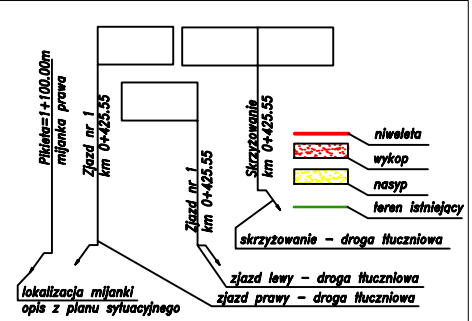 Pikieta=1+100.00m
mijanka prawa
Zjazd nr 1
km 0+425.55
Zjazd nr 1
km 0+425.55
Skrzyżowanie
km 0+425.55
niweleta
wykop
nasyp
teren istniejący
skrzyżowanie – droga tłuczniowa
zjazd lewy – droga tłuczniowa
zjazd prawy – droga tłuczniowa
lokalizacja mijanki
opis z planu sytuacyjnego